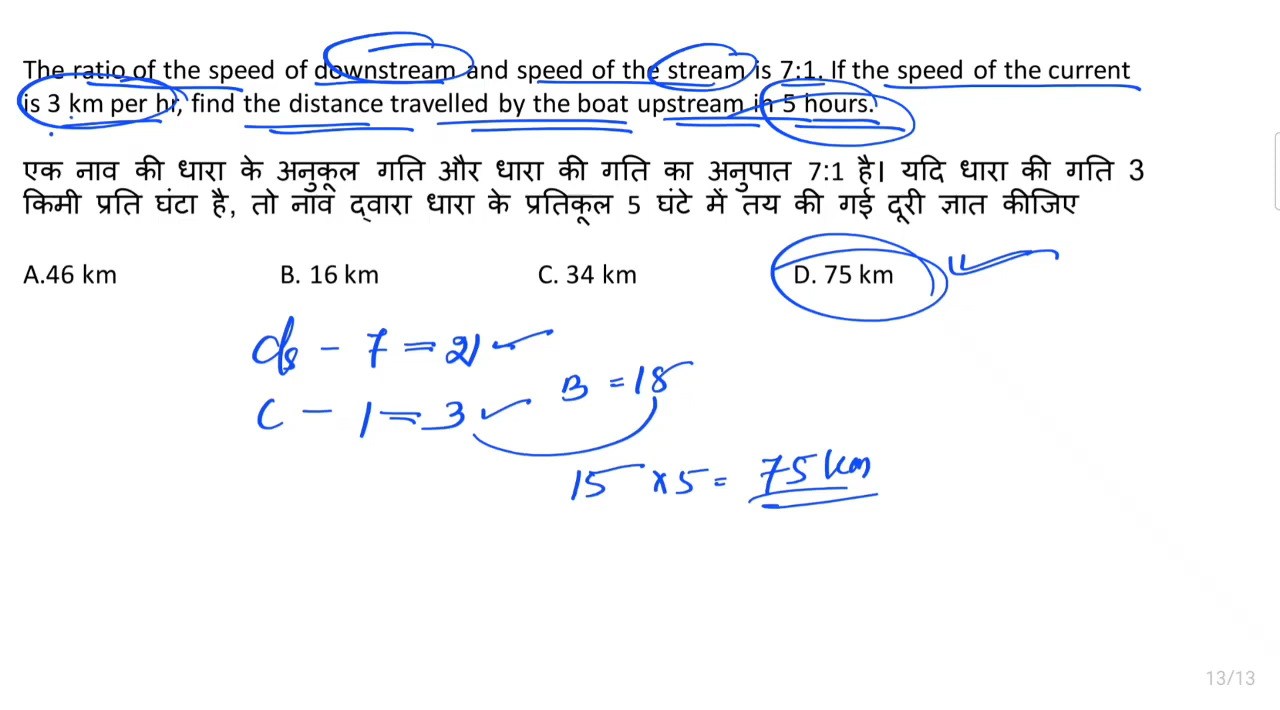 The ratio of the speed of downstream and speed of the stream is 7:1. If the speed of the current
is 3 km per hr, find the distance travelled by the boat upstream in 5 hours.
एक नाव की धारा के अनुकूल गति और धारा की गति का अनुपात 7:1 है। यदि धारा की गति 3
किमी प्रति घंटा है, तो नाव द्वारा धारा के प्रतिकूल 5 घंटे में तय की गई दूरी ज्ञात कीजिए
A.46 km B. 16 km C. 34 km D. 75 km
ds - 7 = 21
B = 18
C - 1 = 3
15 x 5 = 75 km
13/13